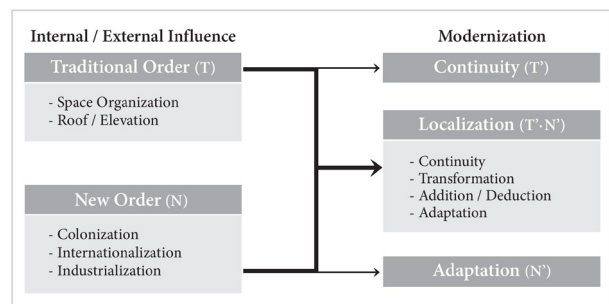 Internal / External Influence
Traditional Order (T)
- Space Organization
- Roof / Elevation
New Order (N)
- Colonization
- Internationalization
- Industrialization
Modernization
Continuity (T’)
Localization (T’·N’)
- Continuity
- Transformation
- Addition / Deduction
- Adaptation
Adaptation (N’)